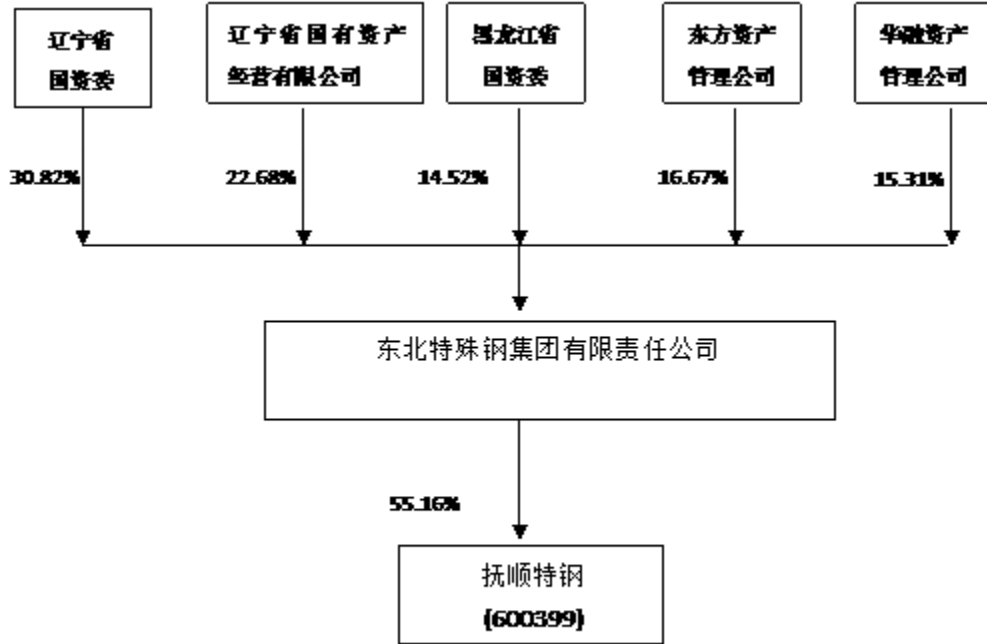 辽宁省
国资委
辽宁省国有资产
经营有限公司
黑龙江省
国资委
东方资产
管理公司
华融资产
管理公司
30.82%
22.68%
14.52%
16.67%
15.31%
东北特殊钢集团有限责任公司
55.16%
抚顺特钢
(600399)